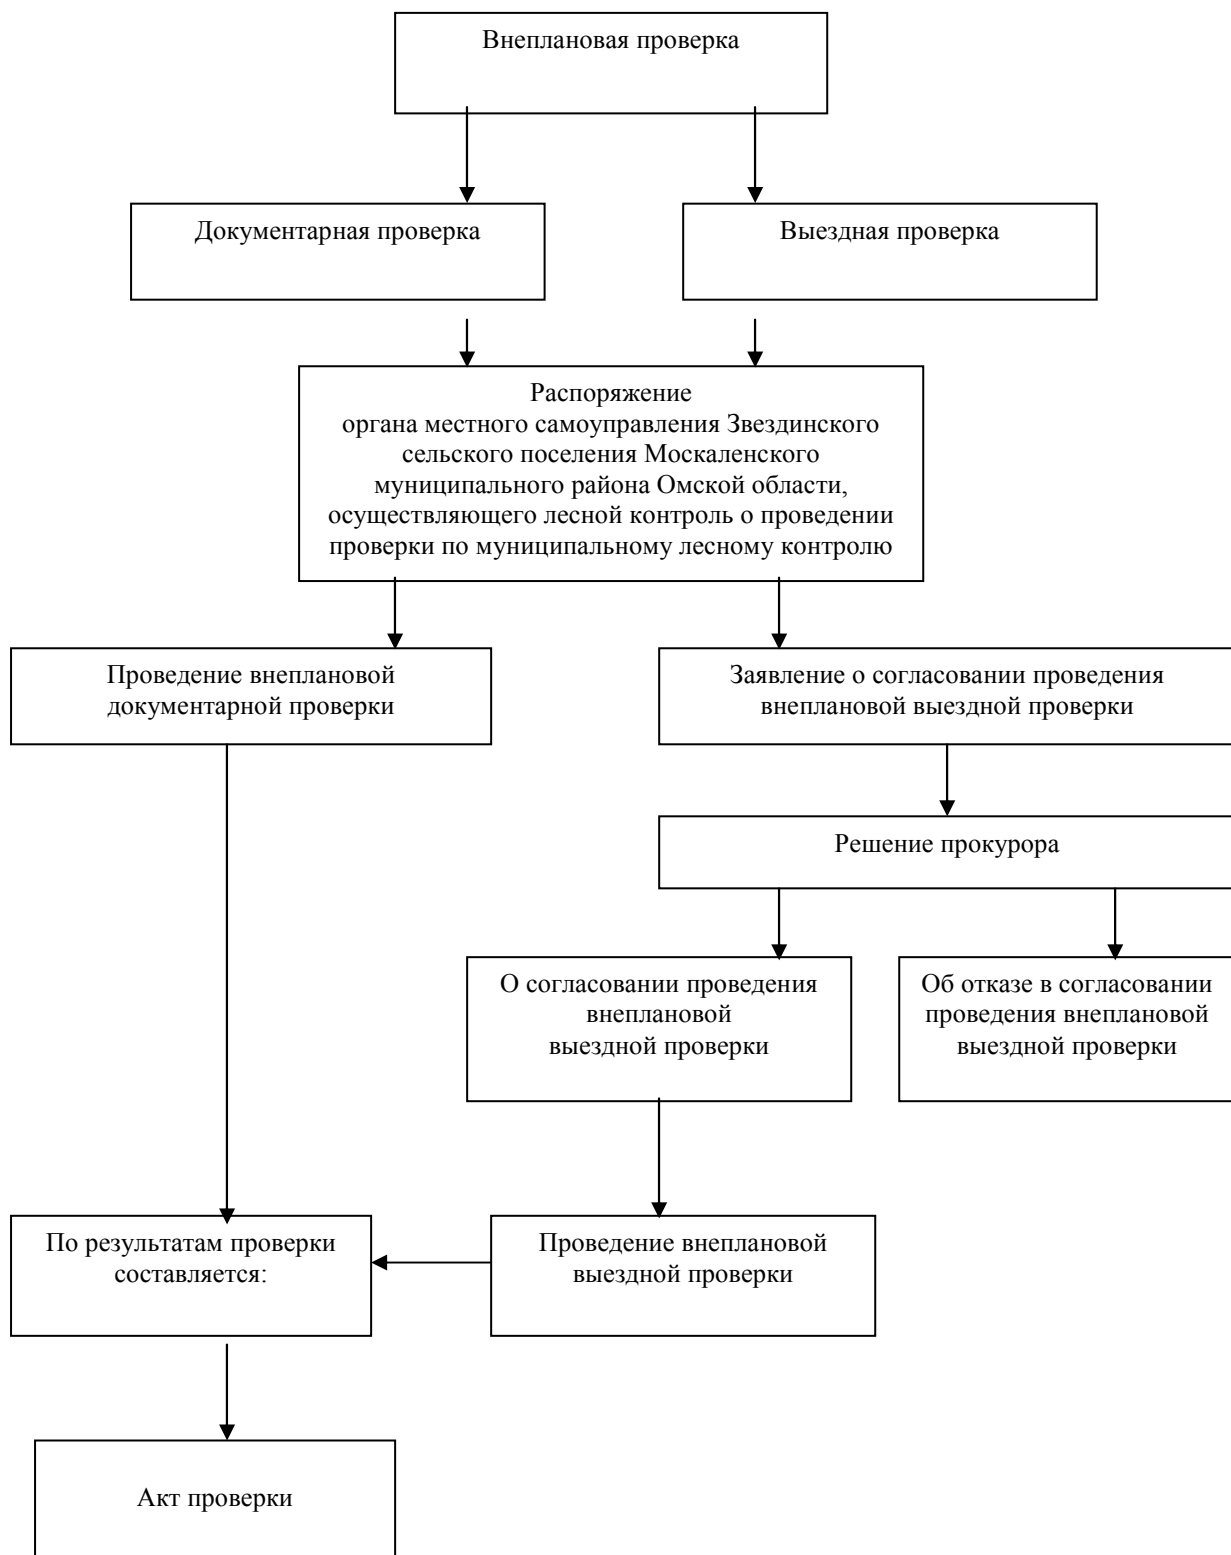 Внеплановая проверка
Документарная проверка
Выездная проверка
Распоряжение
органа местного самоуправления Звездинского
сельского поселения Москаленского
муниципального района Омской области,
осуществляющего лесной контроль о проведении
проверки по муниципальному лесному контролю
Проведение внеплановой
документарной проверки
Заявление о согласовании проведения
внеплановой выездной проверки
Решение прокурора
О согласовании проведения
внеплановой
выездной проверки
Об отказе в согласовании
проведения внеплановой
выездной проверки
По результатам проверки
составляется:
Проведение внеплановой
выездной проверки
Акт проверки